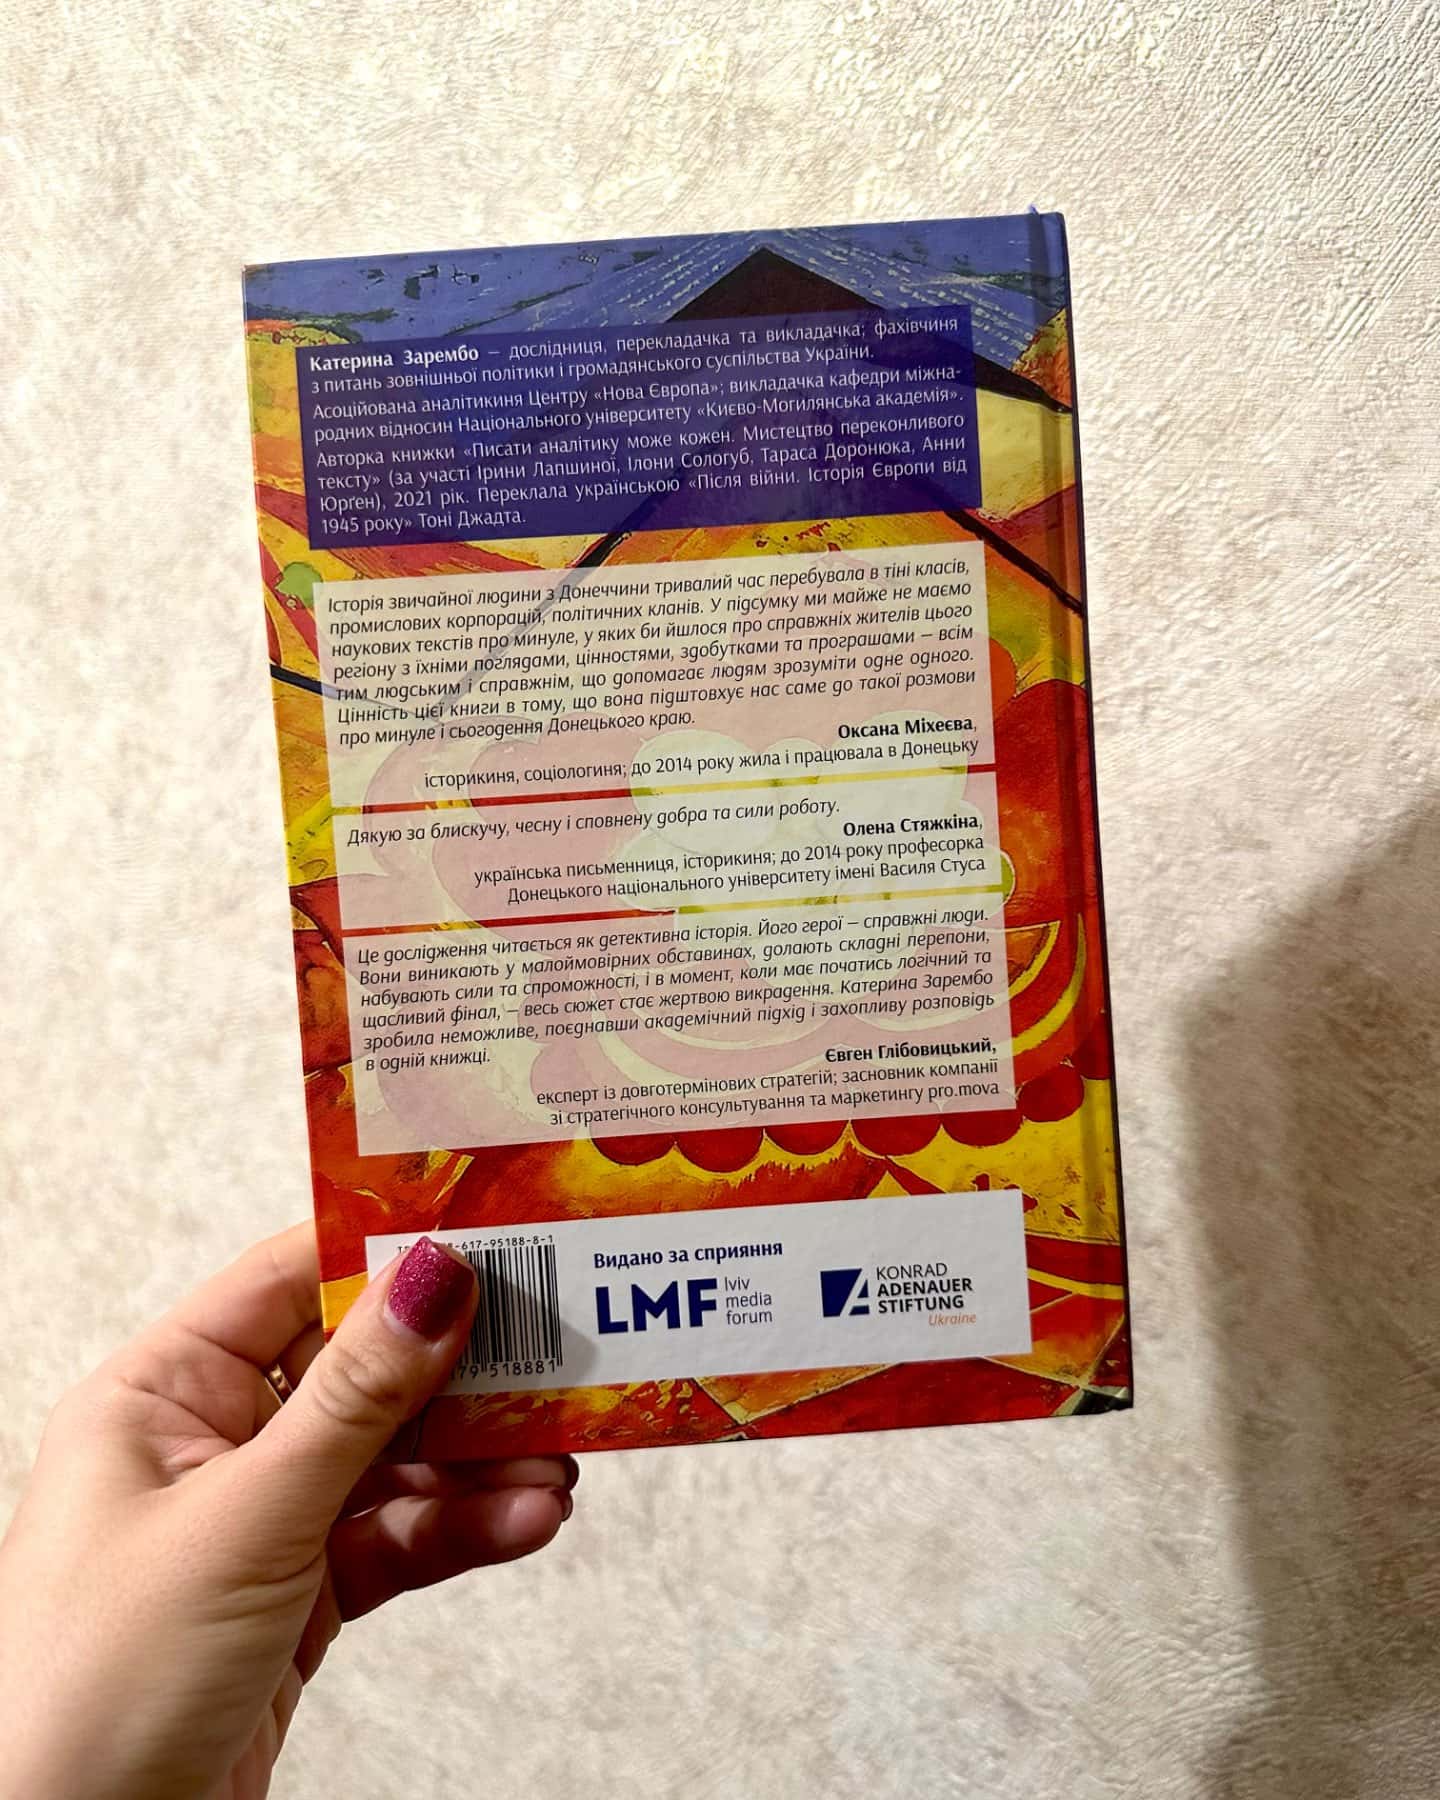 Катерина Зарембо – дослідниця, перекладачка та викладачка; фахівчиня
з питань зовнішньої політики і громадянського суспільства України.
Асоційована аналітикиня Центру «Нова Європа»; викладачка кафедри міжна-
родних відносин Національного університету «Києво-Могилянська академія».
Авторка книжки «Писати аналітику може кожен. Мистецтво переконливого
тексту» (за участі Ірини Лапшиної, Ілони Сологуб, Тараса Доронюка, Анни
Юрґен), 2021 рік. Переклала українською «Після війни. Історія Європи від
1945 року» Тоні Джадта.
Історія звичайної людини з Донеччини тривалий час перебувала в тіні класів,
промислових корпорацій, політичних кланів. У підсумку ми майже не маємо
наукових текстів про минуле, у яких би йшлося про справжніх жителів цього
регіону з їхніми поглядами, цінностями, здобутками та програшами – всім
тим людським і справжнім, що допомагає людям зрозуміти одне одного.
Цінність цієї книги в тому, що вона підштовхує нас саме до такої розмови
про минуле і сьогодення Донецького краю.
Оксана Міхеєва,
історикиня, соціологиня; до 2014 року жила і працювала в Донецьку
Дякую за блискучу, чесну і сповнену добра та сили роботу.
Олена Стяжкіна,
українська письменниця, історикиня; до 2014 року професорка
Донецького національного університету імені Василя Стуса
Це дослідження читається як детективна історія. Його герої – справжні люди.
Вони виникають у малоймовірних обставинах, долають складні перепони,
набувають сили та спроможності, і в момент, коли має початись логічний та
щасливий фінал, – весь сюжет стає жертвою викрадення. Катерина Зарембо
зробила неможливе, поєднавши академічний підхід і захопливу розповідь
в одній книжці.
Євген Глібовицький,
експерт із довготермінових стратегій; засновник компанії
зі стратегічного консультування та маркетингу pro.mova
8-617-95188-8-1
179 518881
Видано за сприяння
LMF lviv
media
forum
KONRAD
ADENAUER
STIFTUNG
Ukraine